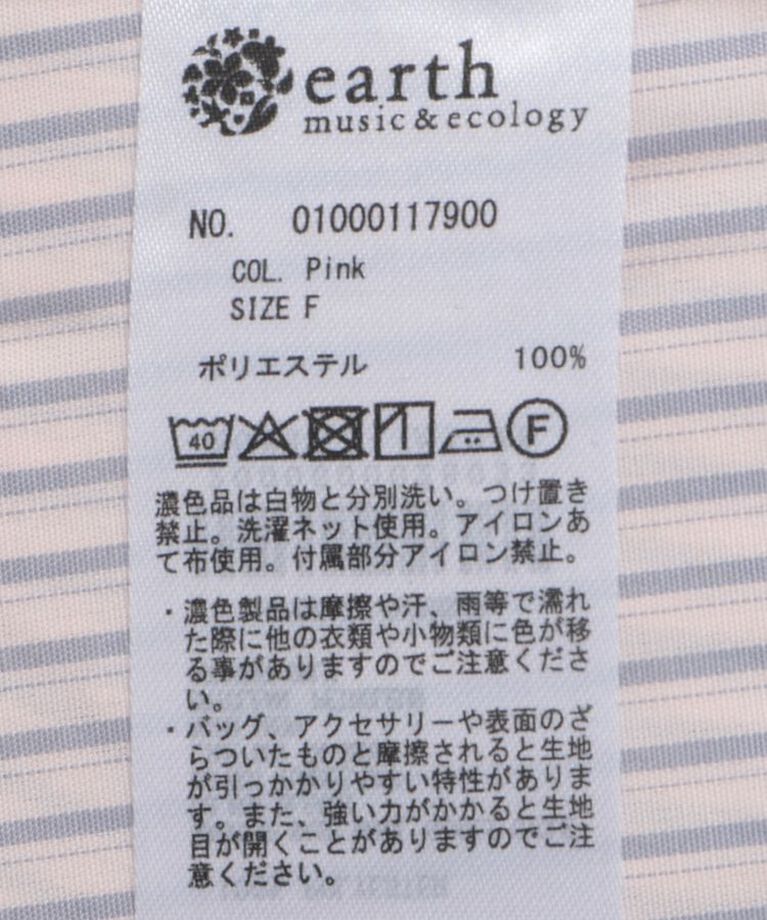 earth
music&ecology
NO. 01000117900
COL. Pink
SIZE F
ポリエステル 100%
40 F
濃色品は白物と分別洗い。つけ置き
禁止。洗濯ネット使用。アイロンあ
て布使用。付属部分アイロン禁止。
・濃色製品は摩擦や汗、雨等で濡れ
た際に他の衣類や小物類に色が移
る事がありますのでご注意くださ
い。
・バッグ、アクセサリーや表面のざ
らついたものと摩擦されると生地
が引っかかりやすい特性がありま
す。また、強い力がかかると生地
目が開くことがありますのでご注
意ください。